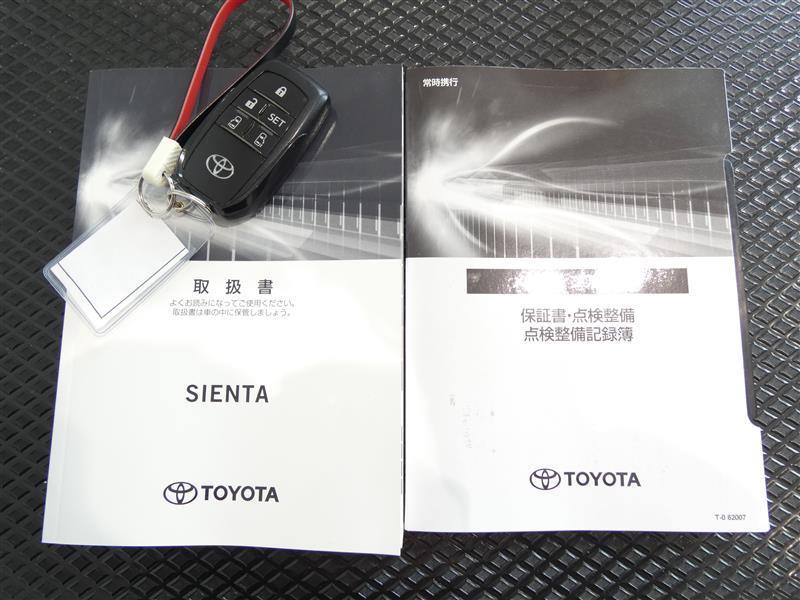 SET
取扱書
よくお読みになってご使用ください。
取扱書は車の中に保管しましょう。
SIENTA
TOYOTA
常時携行
保証書・点検整備
点検整備記録簿
TOYOTA
T-0 62007